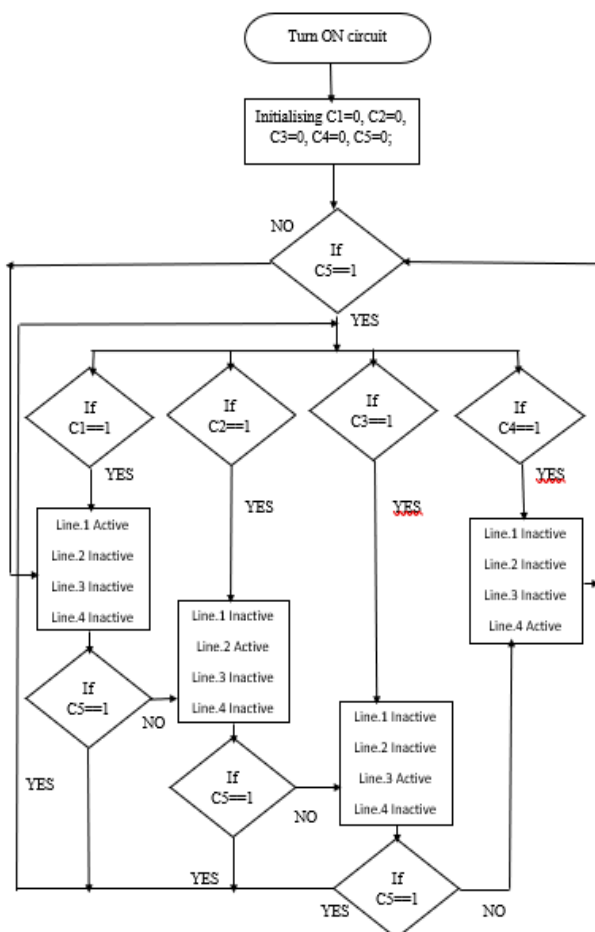 Turn ON circuit
Initialising C1=0, C2=0,
C3=0, C4=0, C5=0;
NO
If
C5==1
YES
If
C1==1
If
C2==1
If
C3==1
If
C4==1
YES
YES
YES
YES
Line.1 Active
Line.2 Inactive
Line.3 Inactive
Line.4 Inactive
Line.1 Inactive
Line.2 Inactive
Line.3 Inactive
Line.4 Active
Line.1 Inactive
Line.2 Active
Line.3 Inactive
Line.4 Inactive
If
C5==1
NO
YES
Line.1 Inactive
Line.2 Inactive
Line.3 Active
Line.4 Inactive
If
C5==1
NO
YES
If
C5==1
YES
NO